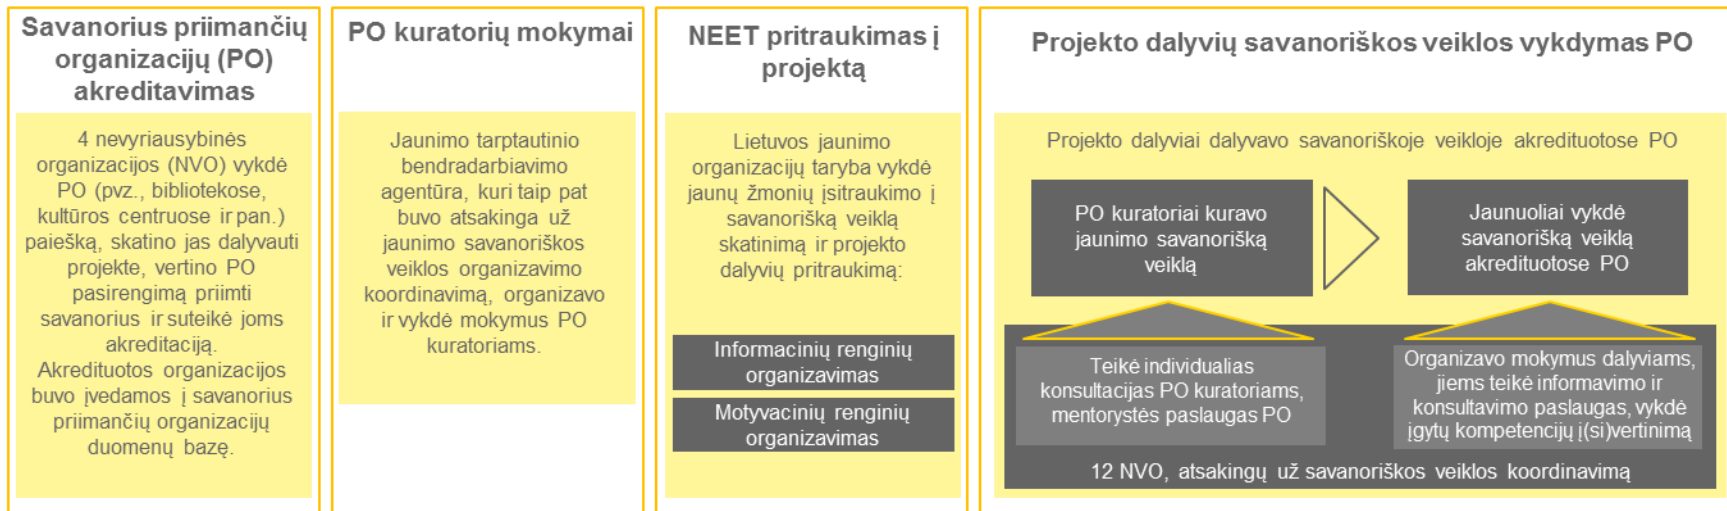 Savanorius priimančių
organizacijų (PO)
akreditavimas
4 nevyriausybinės
organizacijos (NVO) vykdė
PO (pvz., bibliotekose,
kultūros centruose ir pan.)
paiešką, skatino jas dalyvauti
projekte, vertino PO
pasirengimą priimti
savanorius ir suteikė joms
akreditaciją.
Akredituotos organizacijos
buvo įvedamos į savanorius
priimančių organizacijų
duomenų bazę.
PO kuratorių mokymai
Jaunimo tarptautinio
bendradarbiavimo
agentūra, kuri taip pat
buvo atsakinga už
jaunimo savanoriškos
veiklos organizavimo
koordinavimą, organizavo
ir vykdė mokymus PO
kuratoriams.
NEET pritraukimas į
projektą
Lietuvos jaunimo
organizacijų taryba vykdė
jaunų žmonių įsitraukimo į
savanorišką veiklą
skatinimą ir projekto
dalyvių pritraukimą:
Informacinių renginių
organizavimas
Motyvacinių renginių
organizavimas
Projekto dalyvių savanoriškos veiklos vykdymas PO
Projekto dalyviai dalyvavo savanoriškoje veikloje akredituotose PO
PO kuratoriai kuravo
jaunimo savanorišką
veiklą
Jaunuoliai vykdė
savanorišką veiklą
akredituotose PO
Teikė individualias
konsultacijas PO kuratoriams,
mentorystės paslaugas PO
Organizavo mokymus dalyviams,
jiems teikė informavimo ir
konsultavimo paslaugas, vykdė
įgytų kompetencijų į(si)vertinimą
12 NVO, atsakingų už savanoriškos veiklos koordinavimą